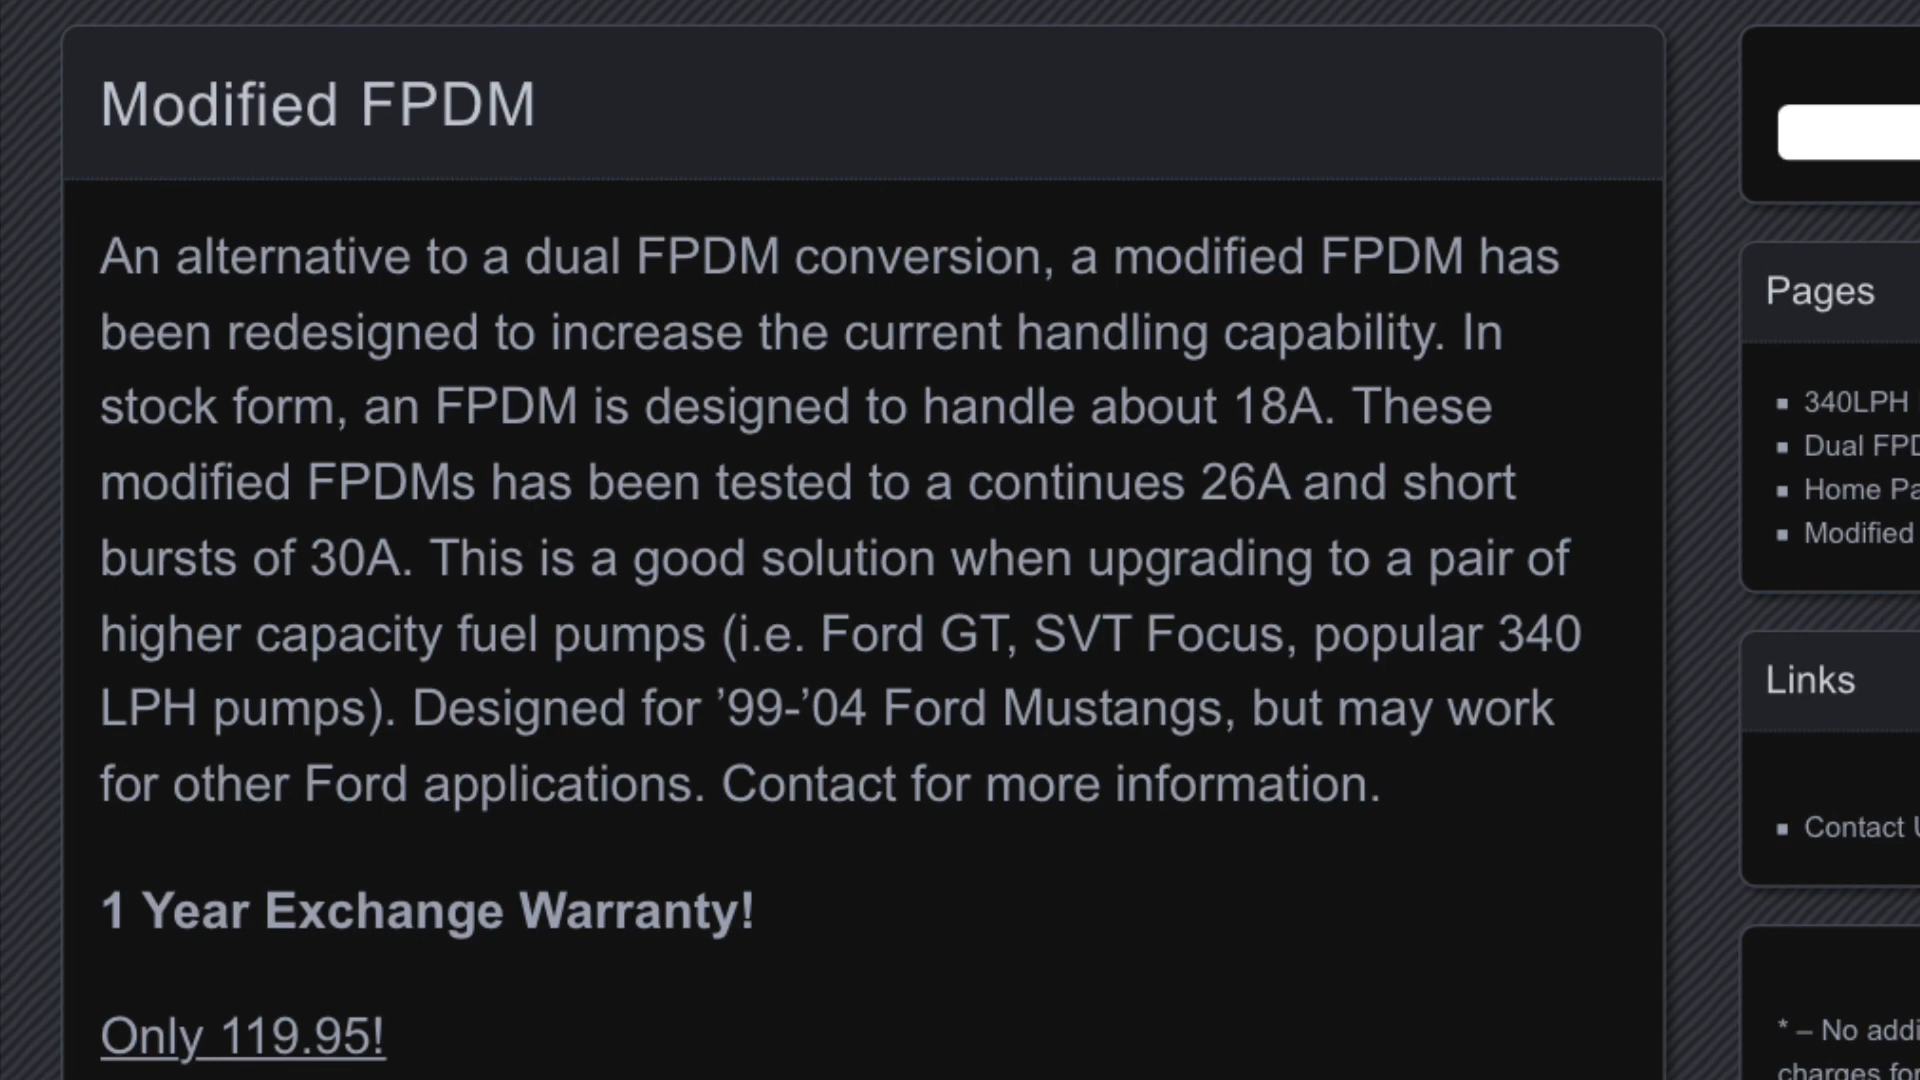 Modified FPDM
An alternative to a dual FPDM conversion, a modified FPDM has
been redesigned to increase the current handling capability. In
stock form, an FPDM is designed to handle about 18A. These
modified FPDMs has been tested to a continues 26A and short
bursts of 30A. This is a good solution when upgrading to a pair of
higher capacity fuel pumps (i.e. Ford GT, SVT Focus, popular 340
LPH pumps). Designed for ’99-’04 Ford Mustangs, but may work
for other Ford applications. Contact for more information.
1 Year Exchange Warranty!
Only 119.95!
Pages
340LPH
Dual
Home
Modified
Links
Contact
* – No
charges